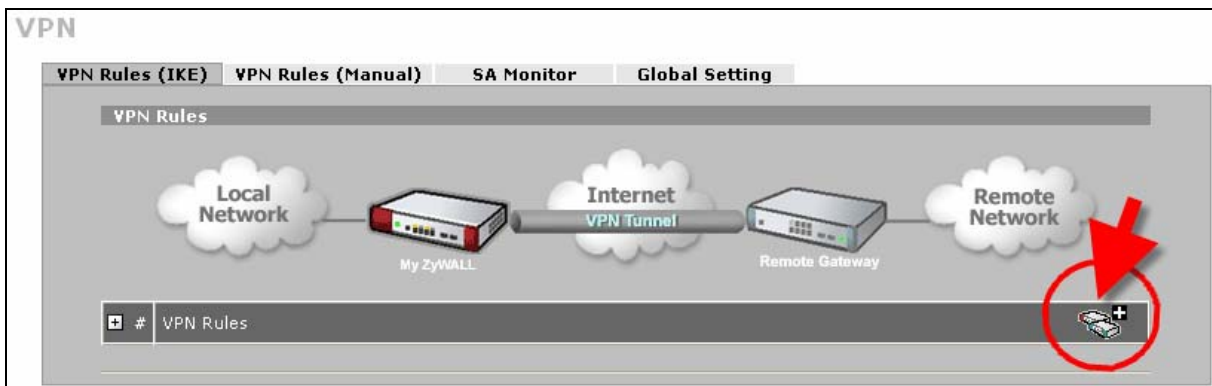 VPN
VPN Rules (IKE) VPN Rules (Manual) SA Monitor Global Setting
VPN Rules
Local
Network
Internet
VPN Tunnel
Remote
Network
My ZyWALL
Remote Gateway
# VPN Rules